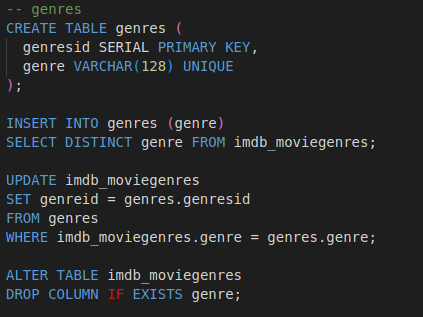 -- genres
CREATE TABLE genres (
  genresid SERIAL PRIMARY KEY,
  genre VARCHAR(128) UNIQUE
);

INSERT INTO genres (genre)
SELECT DISTINCT genre FROM imdb_moviegenres;

UPDATE imdb_moviegenres
SET genreid = genres.genresid
FROM genres
WHERE imdb_moviegenres.genre = genres.genre;

ALTER TABLE imdb_moviegenres
DROP COLUMN IF EXISTS genre;